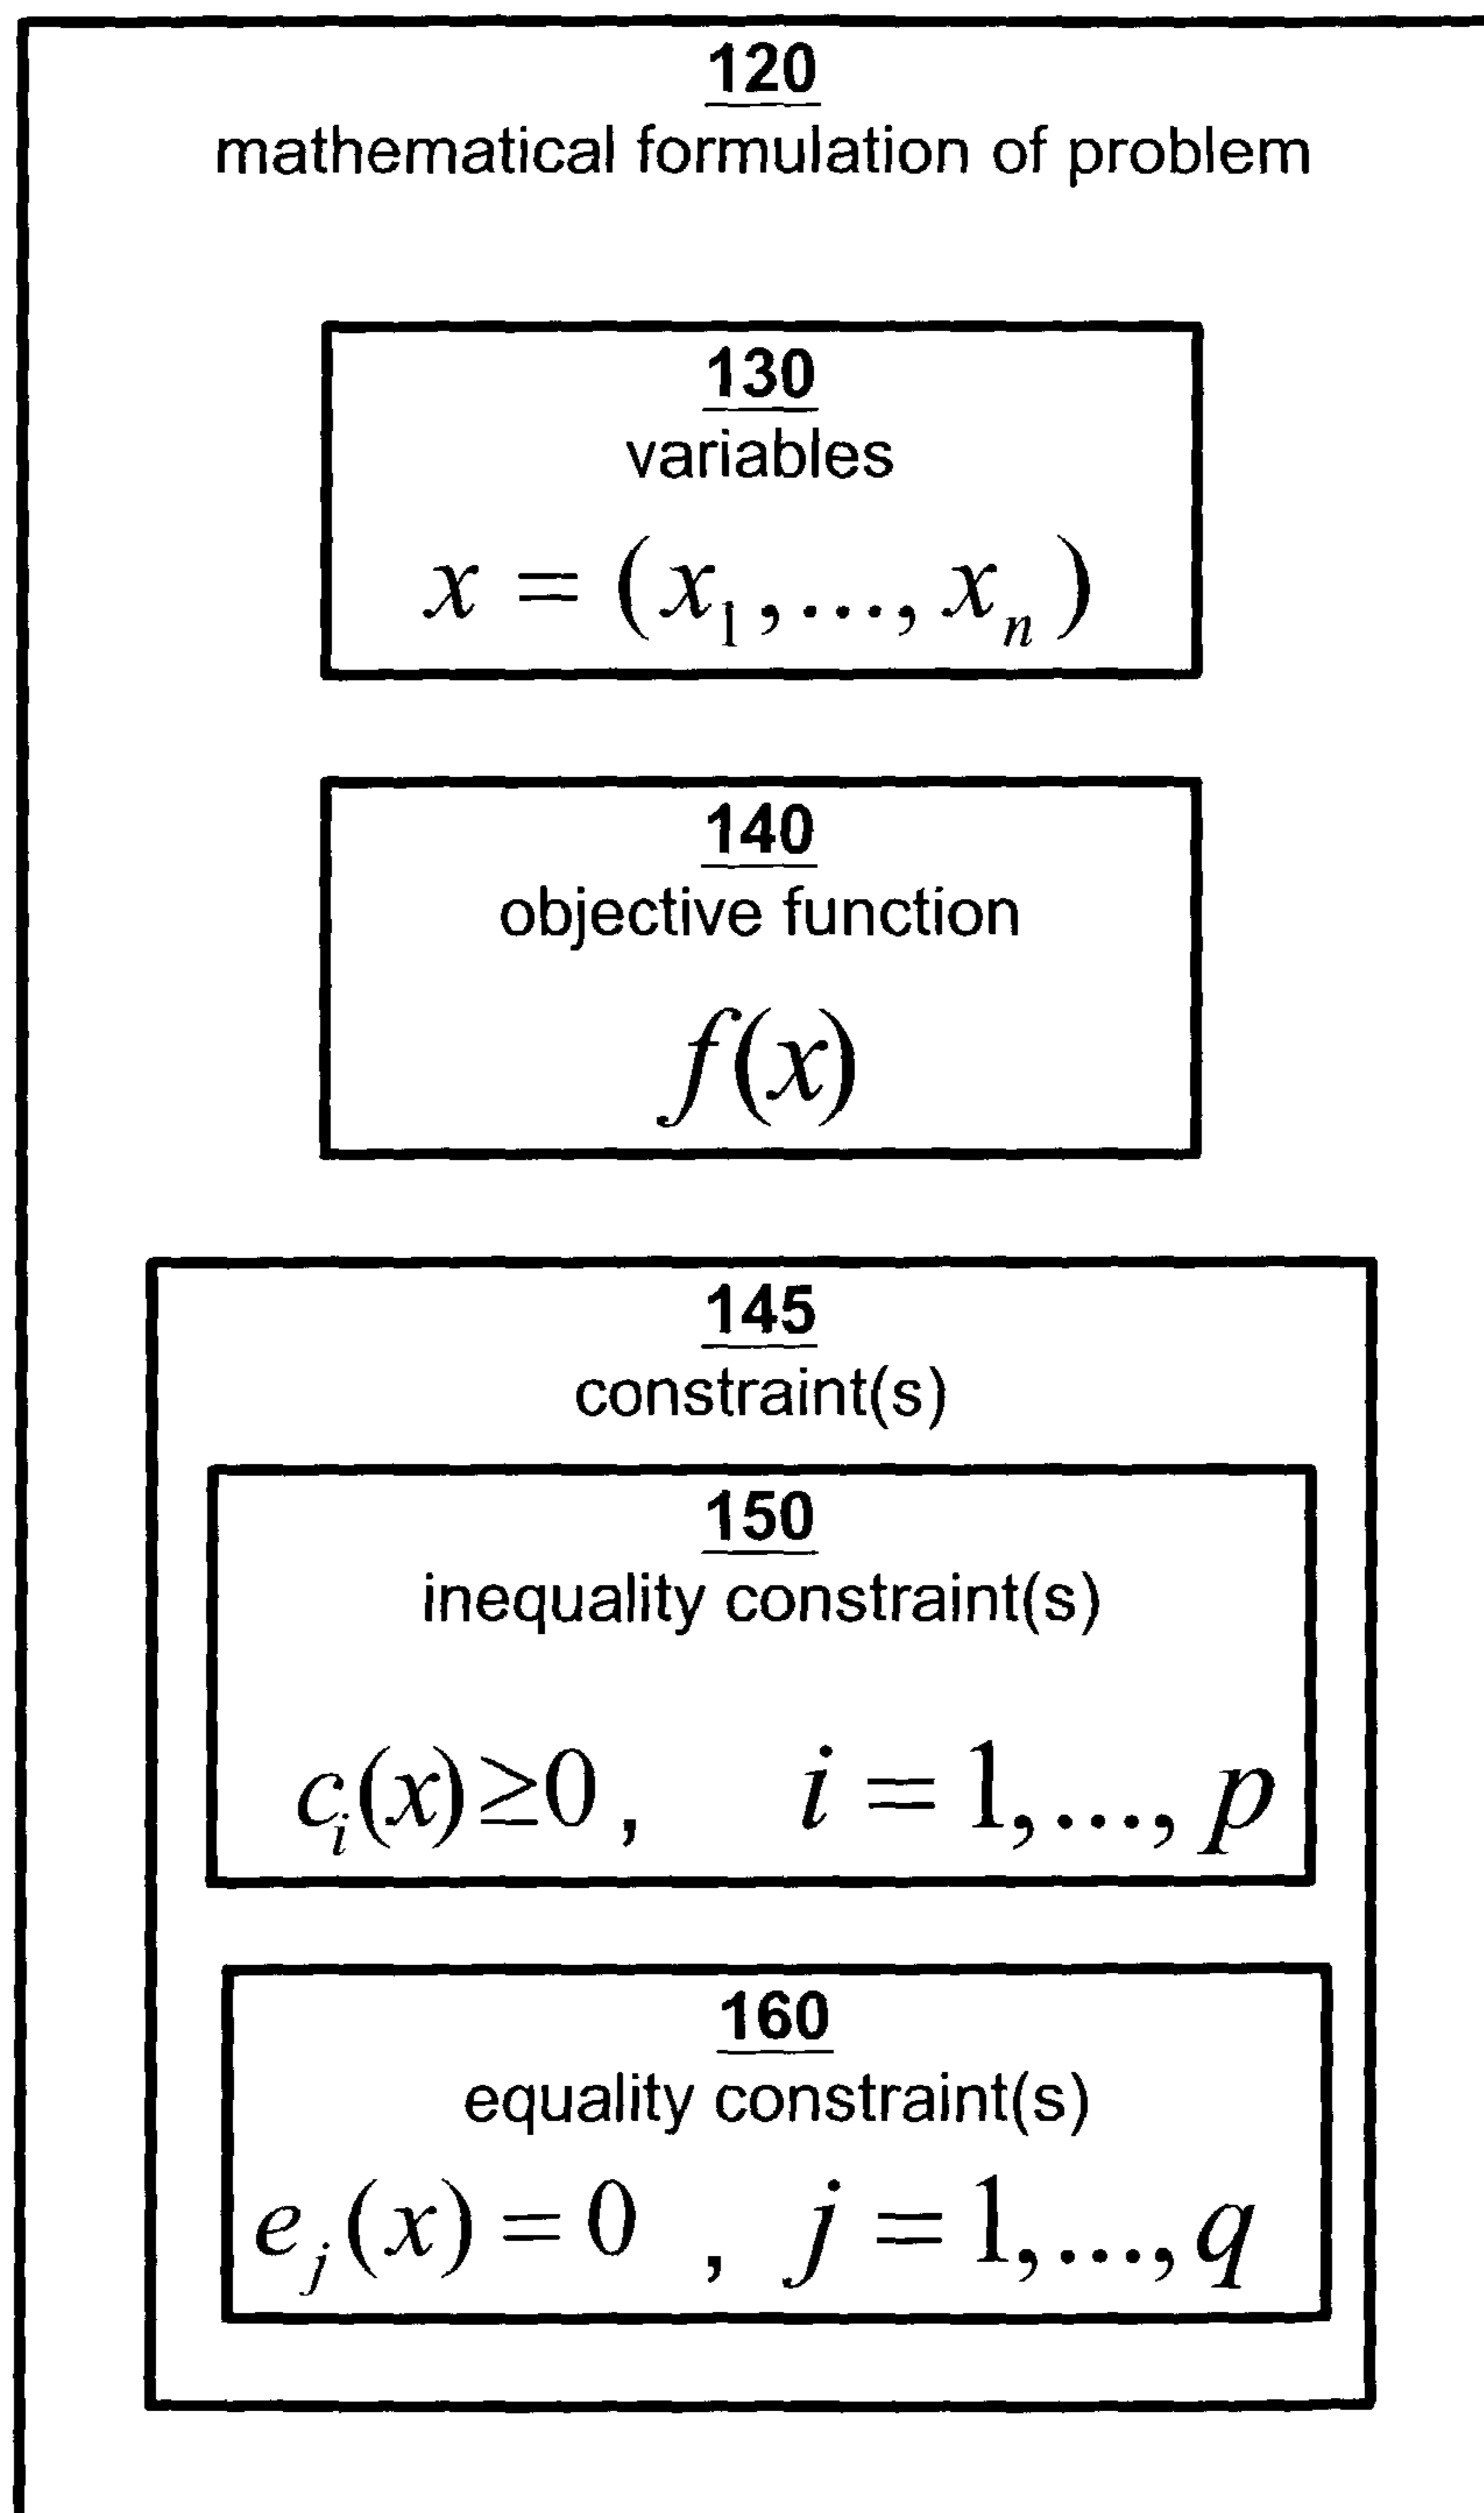 120
mathematical formulation of problem
130
variables
x = (x₁,...,xₙ)
140
objective function
f(x)
145
constraint(s)
150
inequality constraint(s)
cᵢ(x)≥0, i = 1,..., p
160
equality constraint(s)
eⱼ(x) = 0 , j = 1,..., q